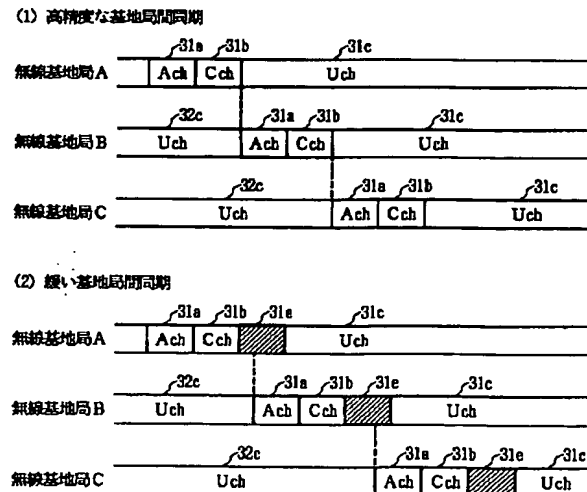 (1) 高精度な基地局間同期
31a 31b 31c
無線基地局A Ach Cch Uch
32c 31a 31b 31c
無線基地局B Uch Ach Cch Uch
32c 31a 31b 31c
無線基地局C Uch Ach Cch Uch
(2) 緩い基地局間同期
31a 31b 31e 31c
無線基地局A Ach Cch Uch
32c 31a 31b 31e 31c
無線基地局B Uch Ach Cch Uch
32c 31a 31b 31e 31c
無線基地局C Uch Ach Cch Uch